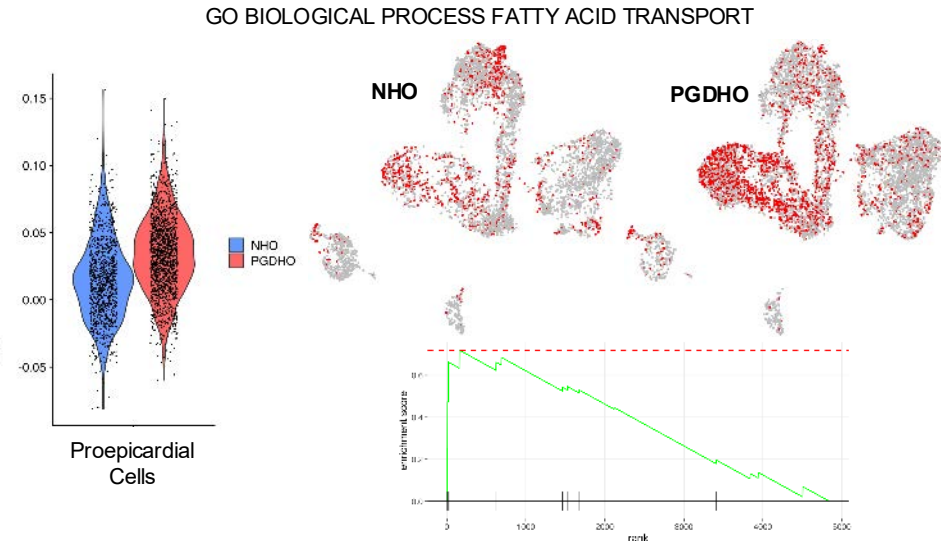 GO BIOLOGICAL PROCESS FATTY ACID TRANSPORT
NHO
PGDHO
0.15
0.10
0.05
0.00
-0.05
NHO
PGDHO
Proepicardial
Cells
enrichment score
0
1000
2000
3000
4000
5000
rank